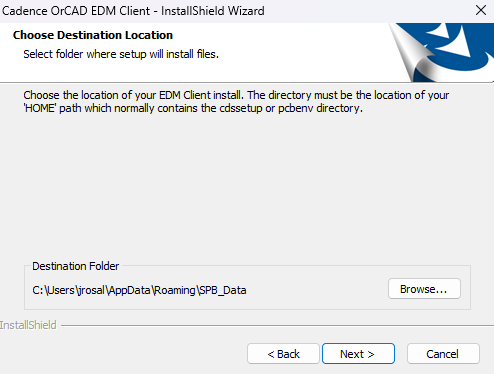 Cadence OrCAD EDM Client - InstallShield Wizard
Choose Destination Location
Select folder where setup will install files.
Choose the location of your EDM Client install. The directory must be the location of your
'HOME' path which normally contains the cdssetup or pcbenv directory.
Destination Folder
C:\Users\jrosal\AppData\Roaming\SPB_Data
Browse...
InstallShield
< Back
Next >
Cancel